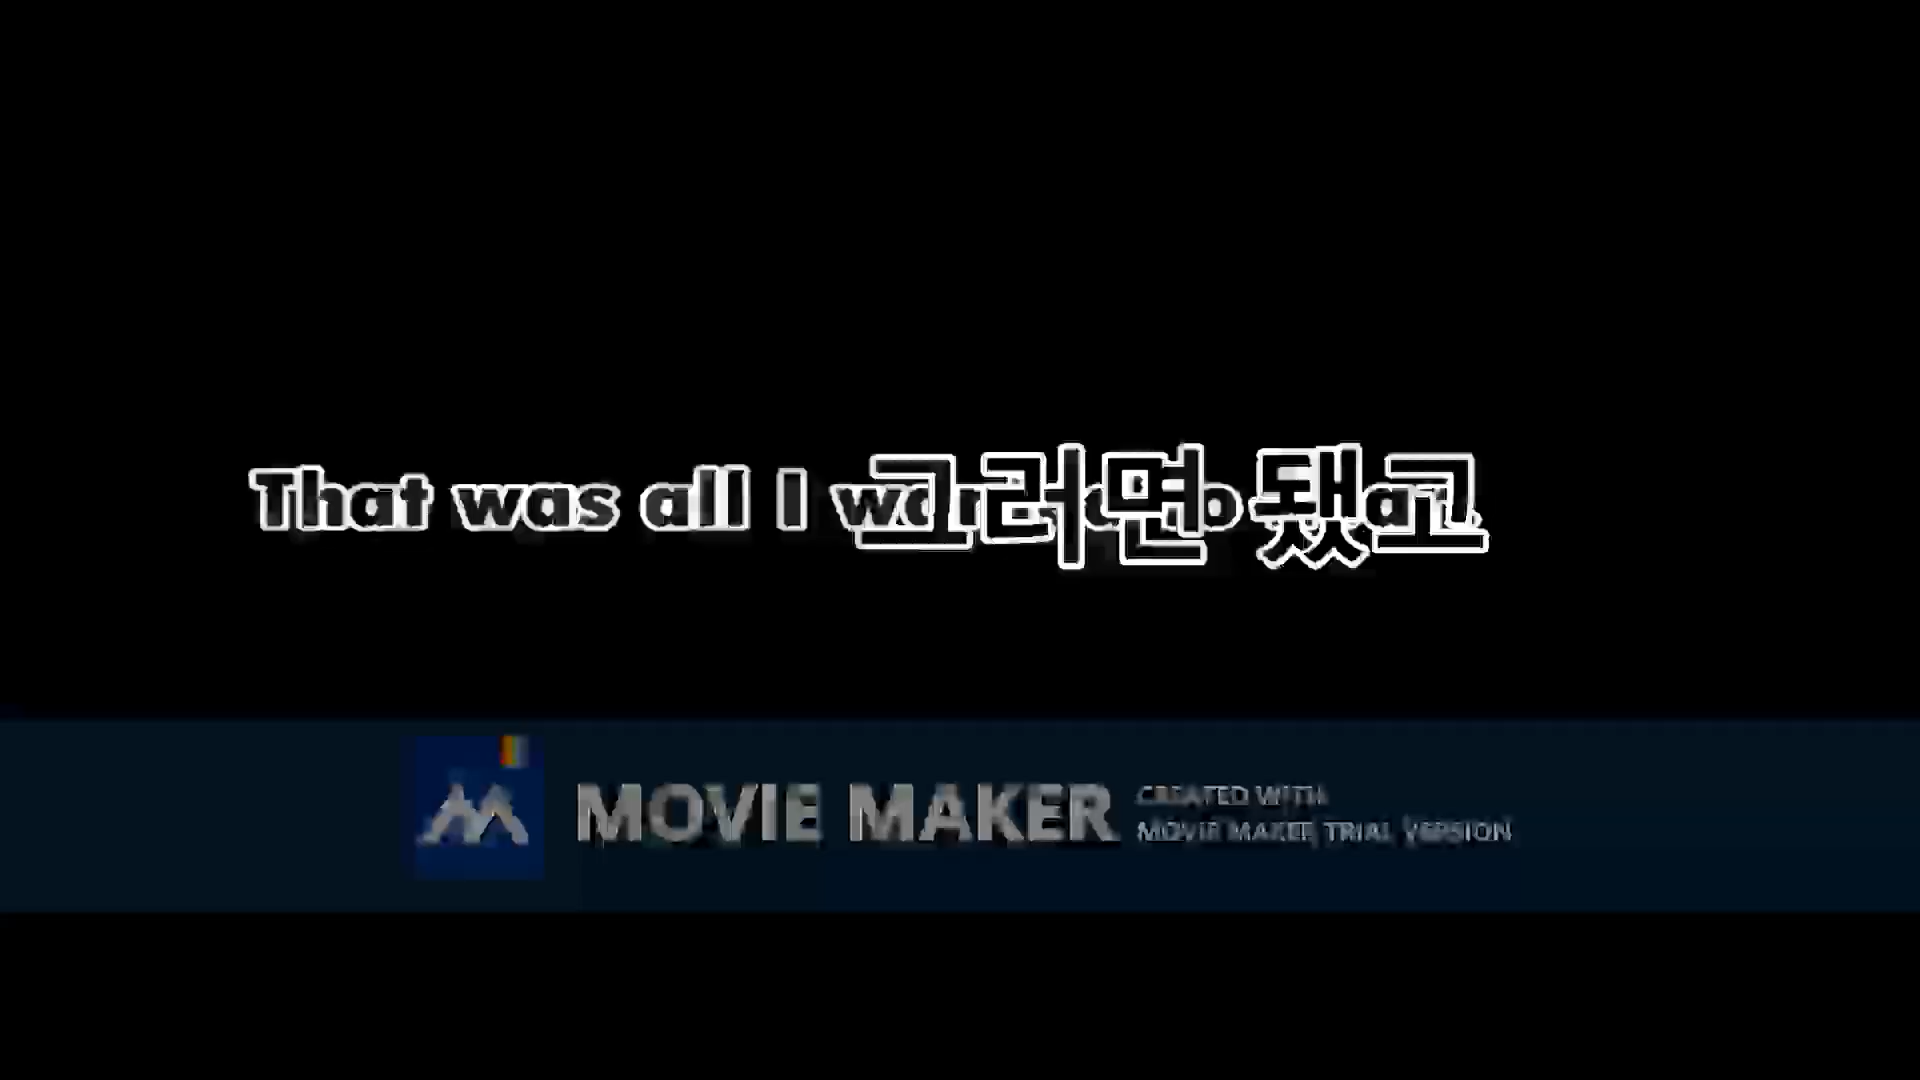 That was all I
그러면 됐고
MOVIE MAKER
CREATED WITH
MOVIE MAKER TRIAL VERSION